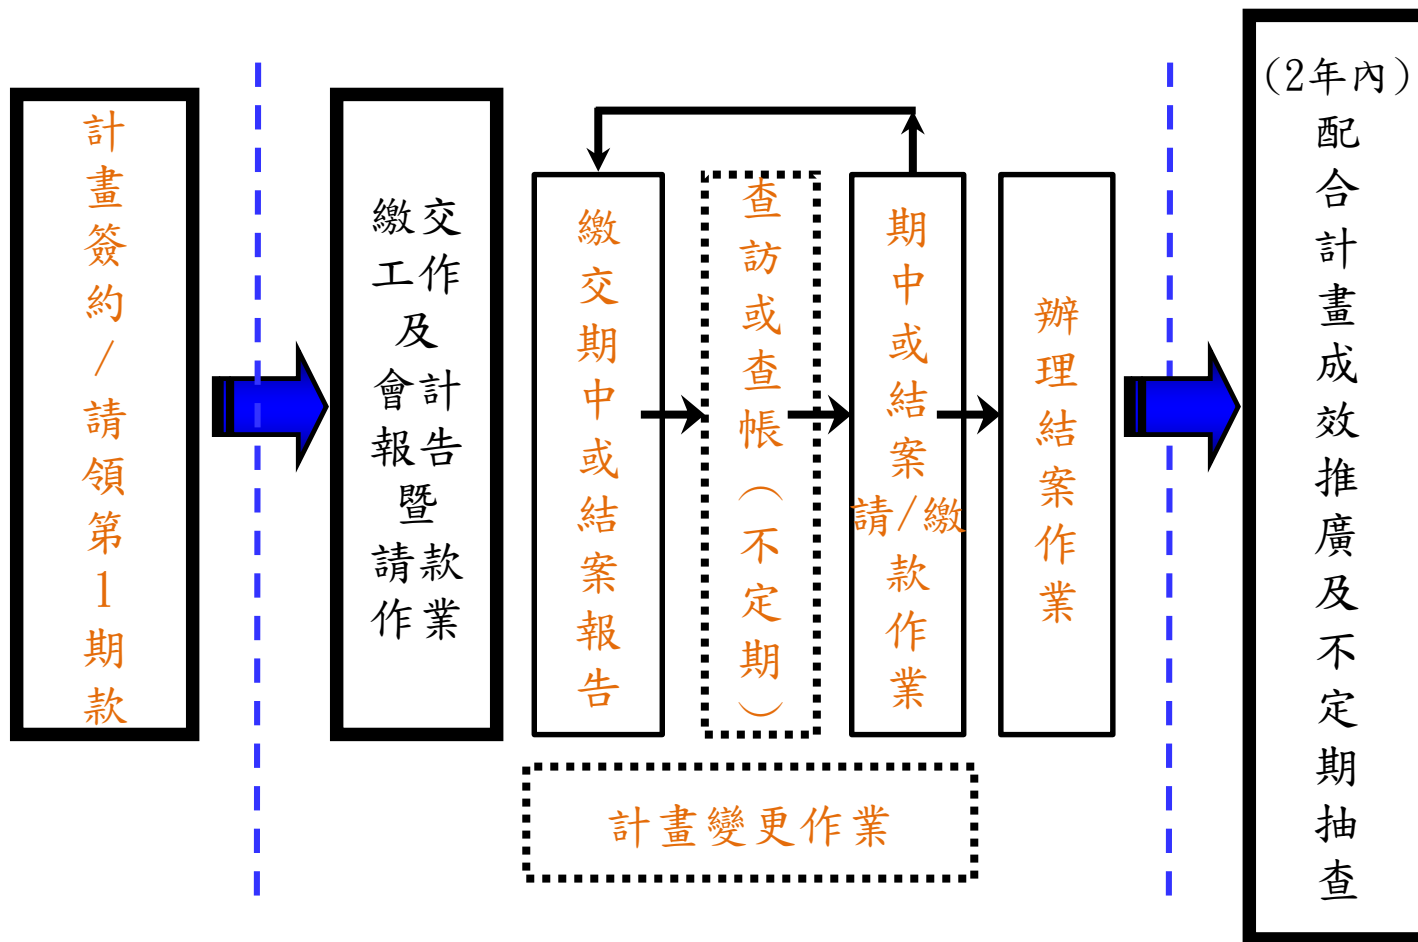 計畫簽約/請領第1期款
繳交
工作
及
會計
報告
暨
請款
作業
繳交期中或結案報告
查訪或查帳（不定期）
期中或結案請/繳款作業
辦理結案作業
計畫變更作業
(2年內)
配合計畫成效推廣及不定期抽查